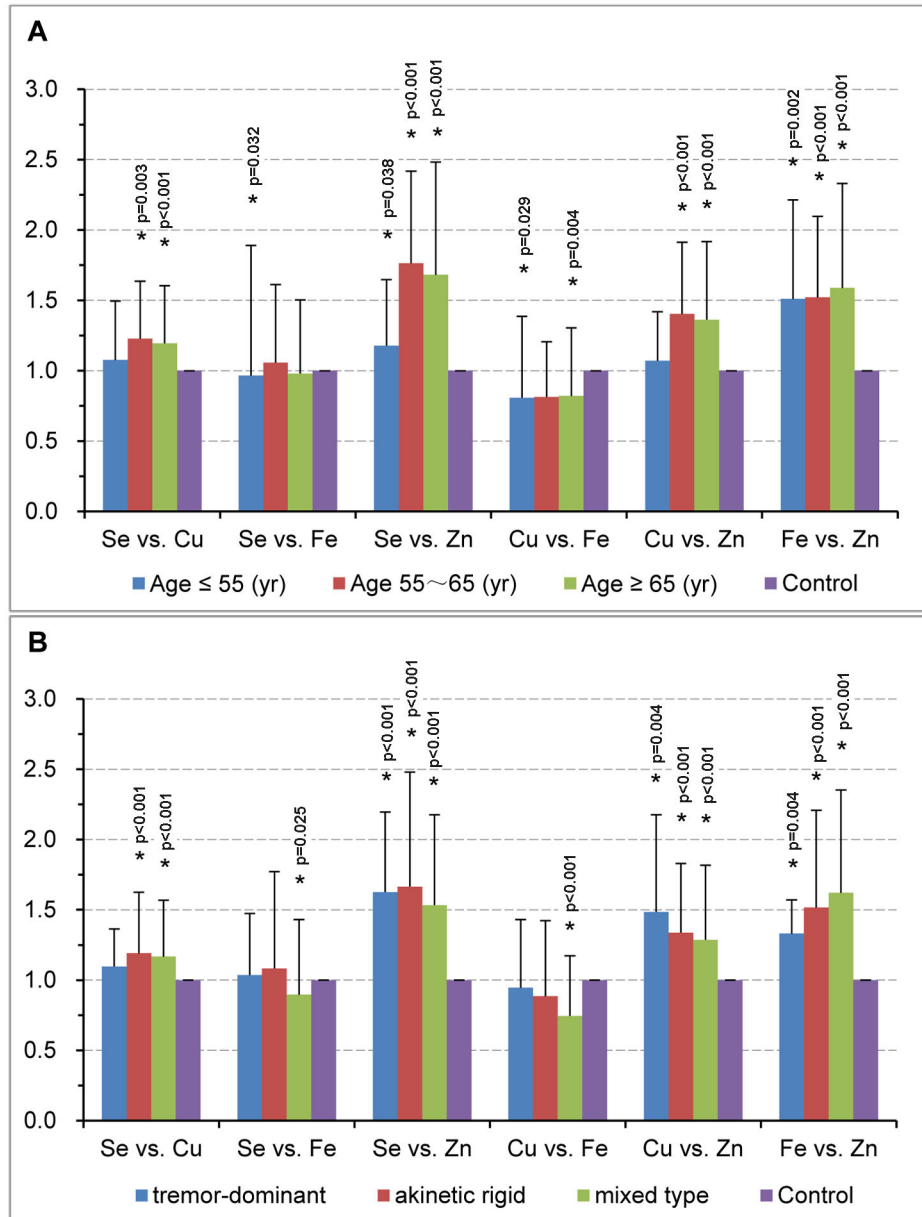 A
3.0
2.5
2.0
1.5
1.0
0.5
0.0
* p=0.003
* p<0.001
* p=0.032
* p=0.038
* p<0.001
* p<0.001
* p=0.029
* p=0.004
* p<0.001
* p<0.001
* p=0.002
* p<0.001
* p<0.001
Se vs. Cu Se vs. Fe Se vs. Zn Cu vs. Fe Cu vs. Zn Fe vs. Zn
Age ≤ 55 (yr) Age 55～65 (yr) Age ≥ 65 (yr) Control
B
3.0
2.5
2.0
1.5
1.0
0.5
0.0
* p<0.001
* p<0.001
* p=0.025
* p<0.001
* p<0.001
* p<0.001
* p<0.001
* p=0.004
* p<0.001
* p<0.001
* p=0.004
* p<0.001
* p<0.001
Se vs. Cu Se vs. Fe Se vs. Zn Cu vs. Fe Cu vs. Zn Fe vs. Zn
tremor-dominant akinetic rigid mixed type Control